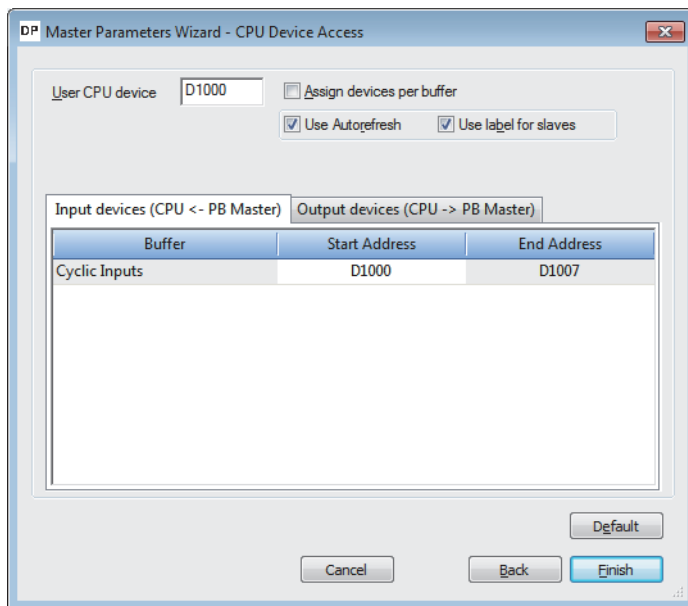 DP Master Parameters Wizard - CPU Device Access
User CPU device D1000 Assign devices per buffer
Use Autorefresh Use label for slaves
Input devices (CPU <- PB Master) Output devices (CPU -> PB Master)
Buffer Start Address End Address
Cyclic Inputs D1000 D1007
Default
Cancel Back Finish